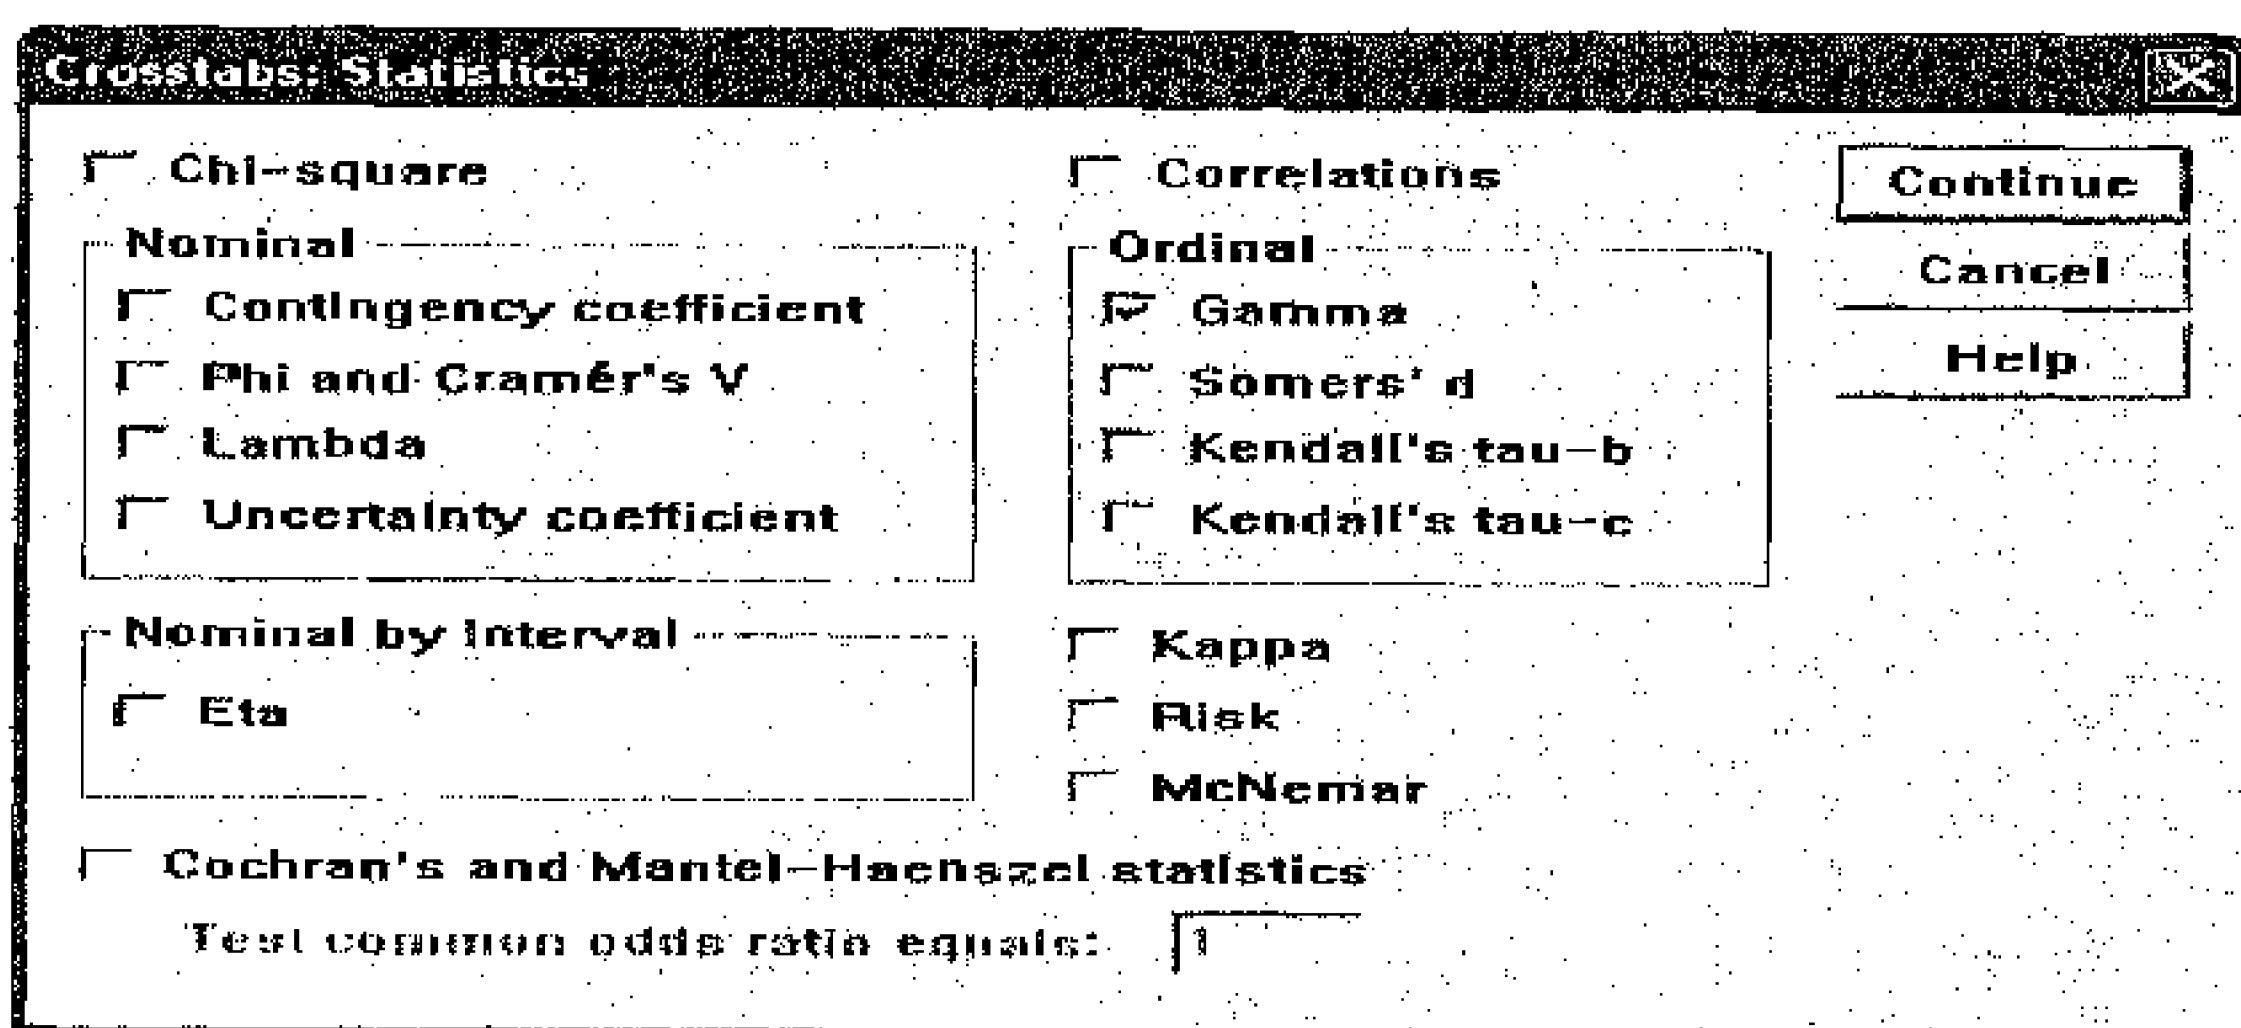 Crosstabs: Statistics
Chi-square
Correlations
Continue
Nominal
Ordinal
Cancel
Contingency coefficient
Gamma
Help
Phi and Cramér's V
Somers' d
Lambda
Kendall's tau-b
Uncertainty coefficient
Kendall's tau-c
Nominal by Interval
Kappa
Eta
Risk
McNemar
Cochran's and Mantel-Haenszel statistics
Test common odds ratio equals: 1